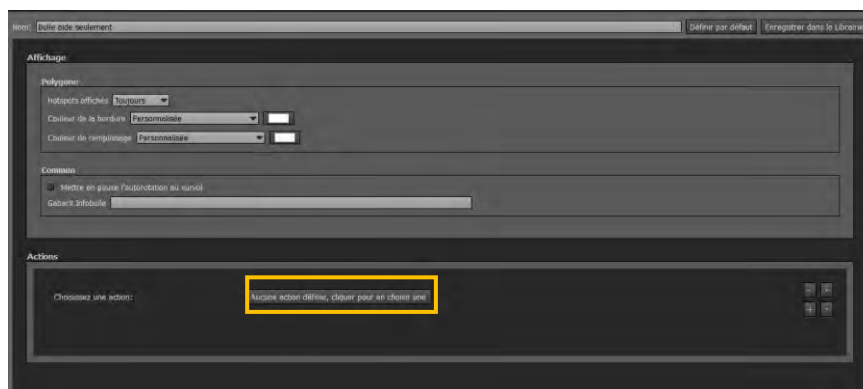 Nom: Bulle aide seulement Définir par défaut Enregistrer dans la Librairie
Affichage
Polygone
Hotspots affichés Toujours
Couleur de la bordure Personnalisée
Couleur de remplissage Personnalisée
Commun
Mettre en pause l'autorotation au survol
Gabarit Infobulle
Actions
Choisissez une action: Aucune action définie, cliquer pour en choisir une